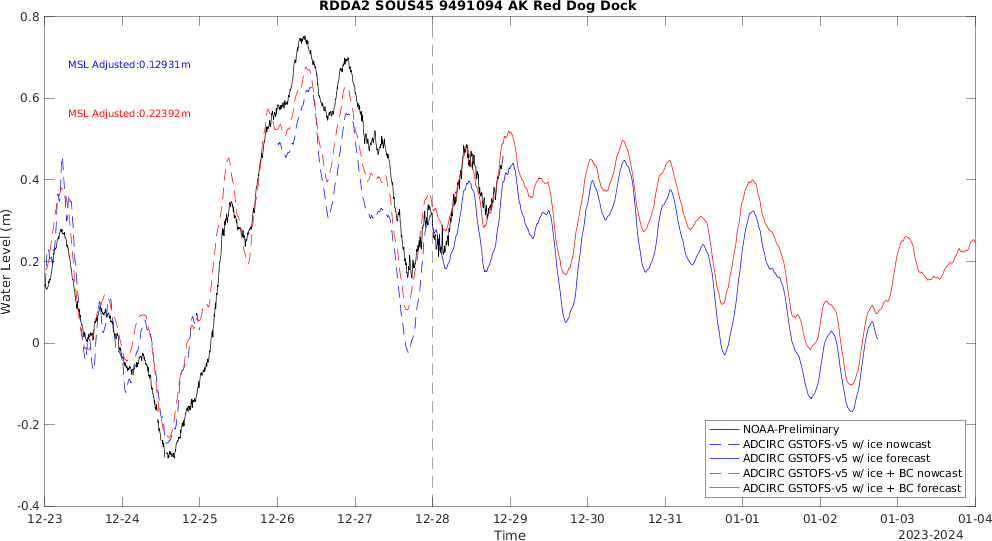 RDDA2 SOUS45 9491094 AK Red Dog Dock
MSL Adjusted:0.12931m
MSL Adjusted:0.22392m
Water Level (m)
0.8
0.6
0.4
0.2
0
-0.2
-0.4
NOAA-Preliminary
ADCIRC GSTOFS-v5 w/ ice nowcast
ADCIRC GSTOFS-v5 w/ ice forecast
ADCIRC GSTOFS-v5 w/ ice + BC nowcast
ADCIRC GSTOFS-v5 w/ ice + BC forecast
12-23 12-24 12-25 12-26 12-27 12-28 12-29 12-30 12-31 01-01 01-02 01-03 01-04
Time
2023-2024